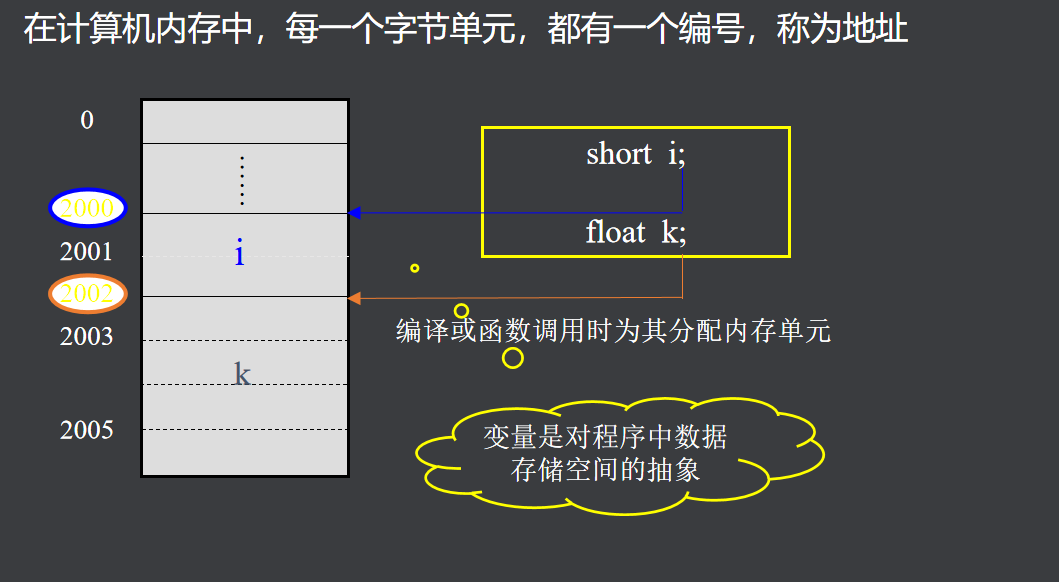 在计算机内存中，每一个字节单元，都有一个编号，称为地址
0
2000
2001
i
2002
2003
k
2005
short i;
float k;
编译或函数调用时为其分配内存单元
变量是对程序中数据
存储空间的抽象